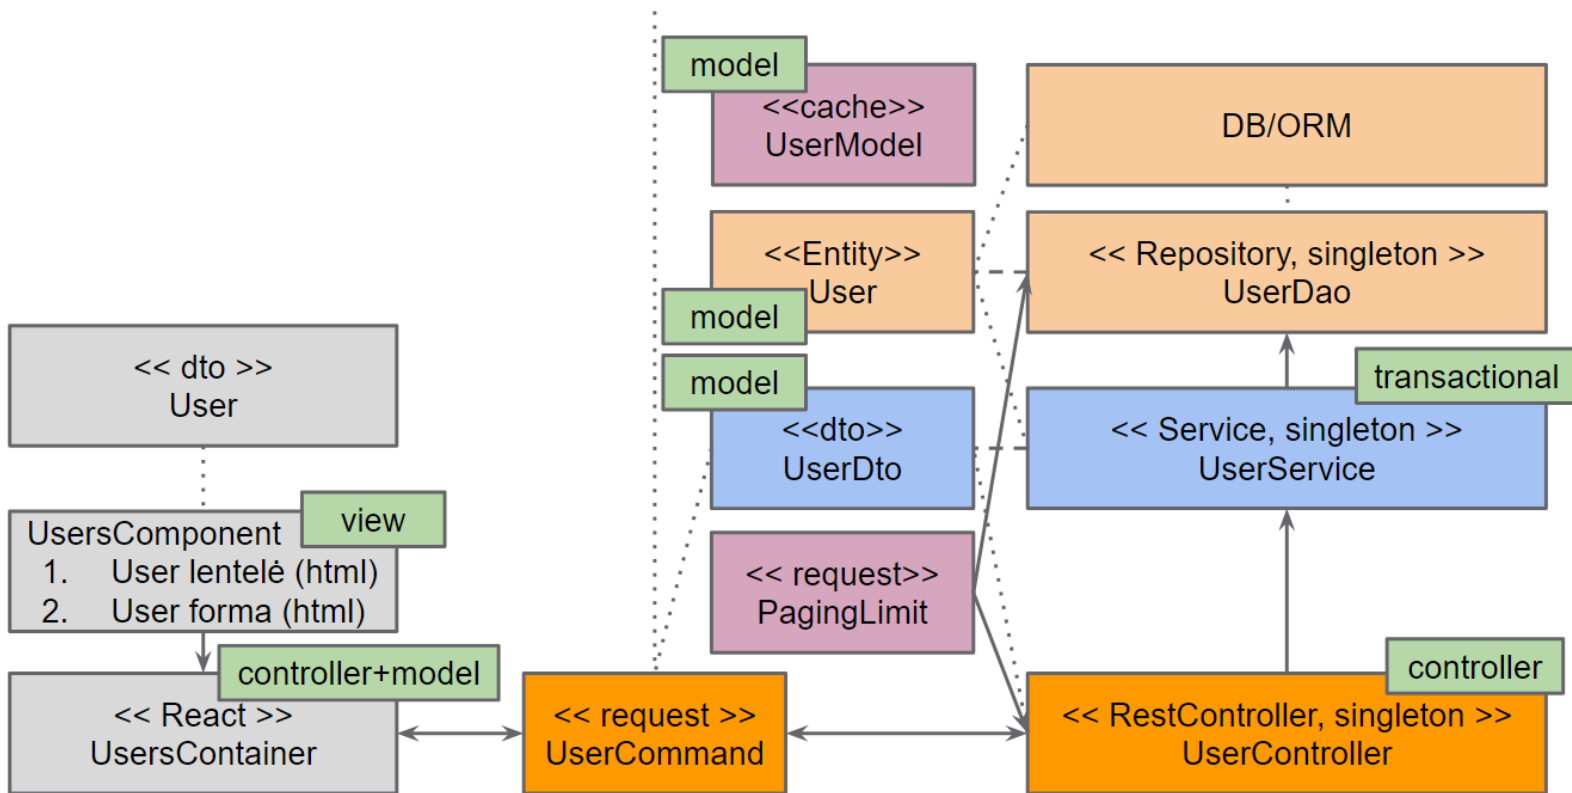 model
<<cache>>
UserModel
DB/ORM
<<Entity>>
User
model
<< Repository, singleton >>
UserDao
<< dto >>
User
model
<<dto>>
UserDto
transactional
<< Service, singleton >>
UserService
view
UsersComponent
1. User lentelė (html)
2. User forma (html)
<< request>>
PagingLimit
controller+model
<< React >>
UsersContainer
<< request >>
UserCommand
controller
<< RestController, singleton >>
UserController